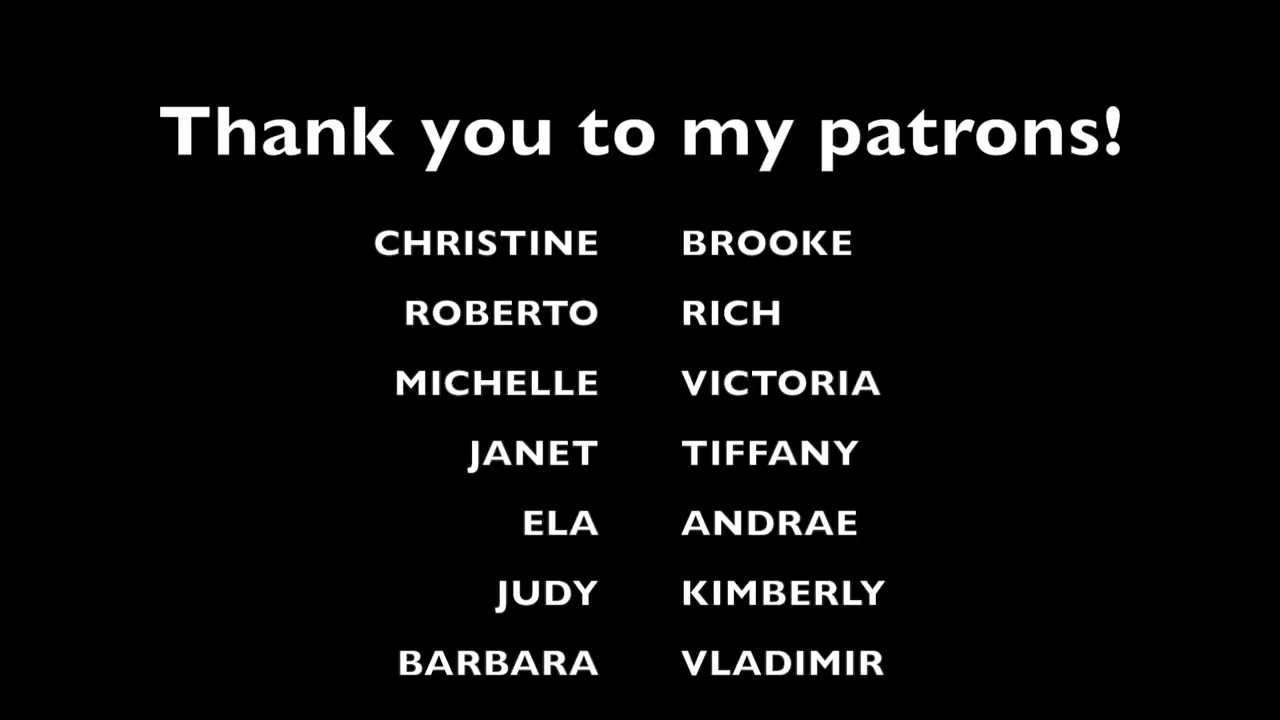 Thank you to my patrons!
CHRISTINE BROOKE
ROBERTO RICH
MICHELLE VICTORIA
JANET TIFFANY
ELA ANDRAE
JUDY KIMBERLY
BARBARA VLADIMIR